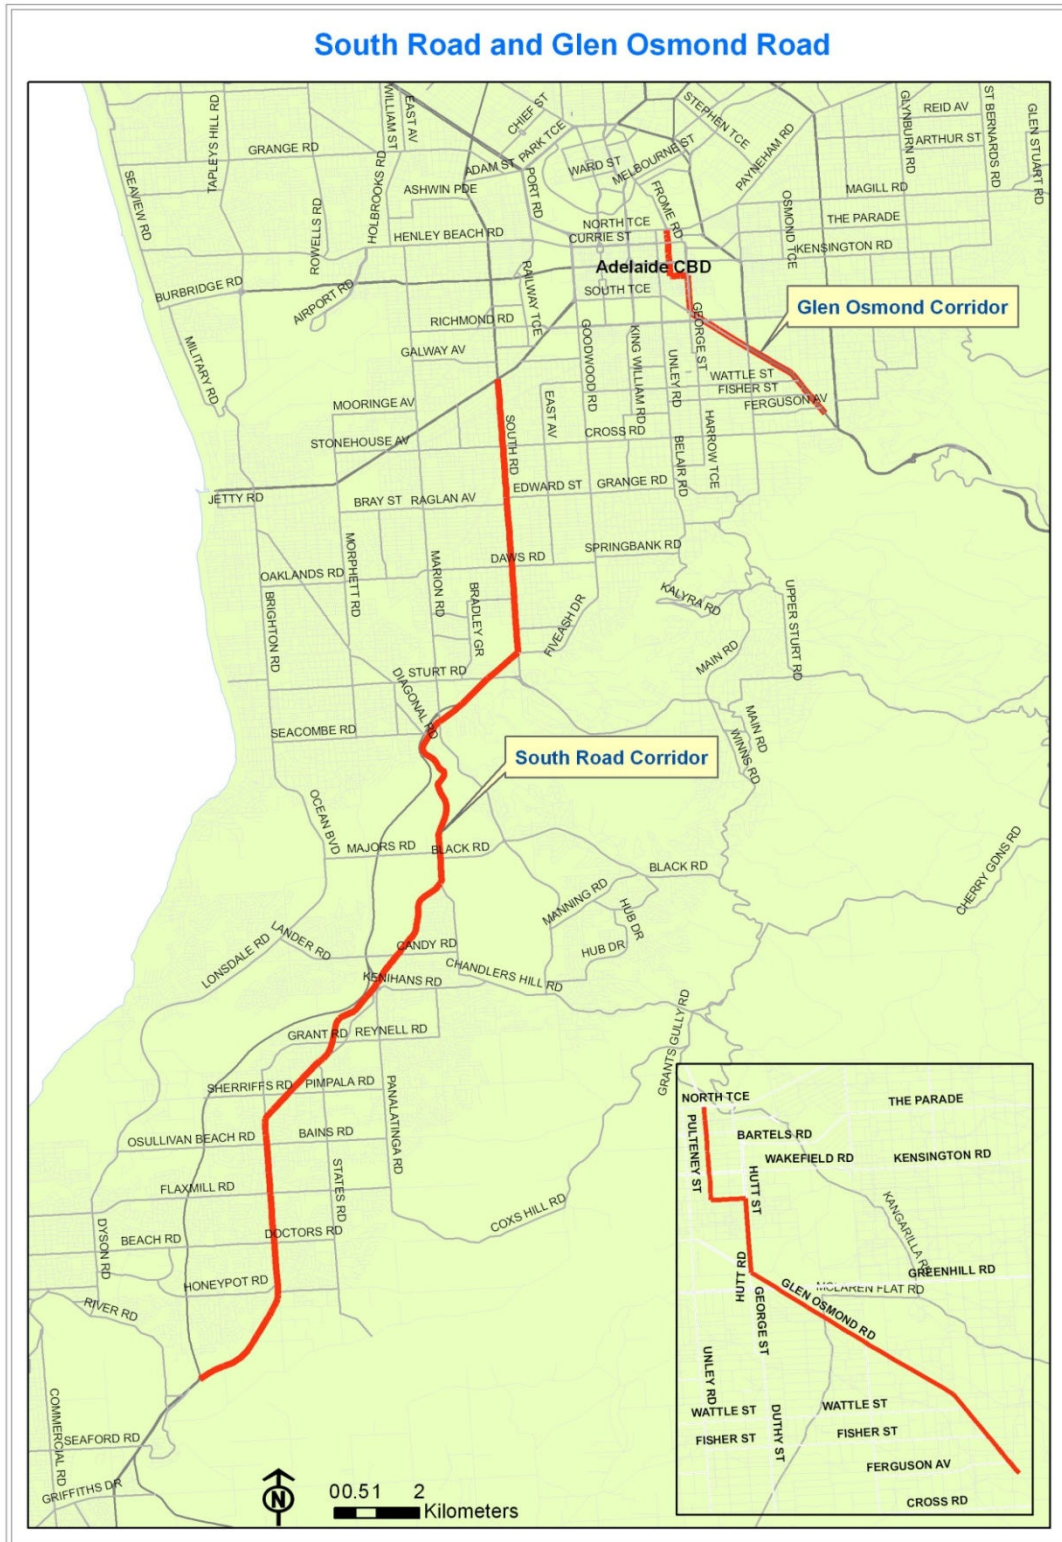 South Road and Glen Osmond Road
TAPLEYS HILL RD
WILLIAM ST
EAST AV
CHIEF ST
PARK TCE
STEPHEN TCE
GLYNBURN RD
REID AV
ST BERNARDS RD
GLEN STUART RD
ARTHUR ST
GRANGE RD
ADAM ST
WARD ST
MELBOURNE ST
PAYNEHAM RD
SEAVIEW RD
HOLBROOKS RD
ASHWIN PDE
PORT RD
FROME RD
OSMOND TCE
MAGILL RD
ROWELLS RD
HENLEY BEACH RD
NORTH TCE
CURRIE ST
THE PARADE
KENSINGTON RD
Adelaide CBD
BURBRIDGE RD
AIRPORT RD
RAILWAY TCE
SOUTH TCE
Glen Osmond Corridor
MILITARY RD
RICHMOND RD
GALWAY AV
GOODWOOD RD
KING WILLIAM RD
UNLEY RD
GEORGE ST
WATTLE ST
FISHER ST
FERGUSON AV
MOORINGE AV
STONEHOUSE AV
SOUTH RD
EAST AV
CROSS RD
BELAIR RD
HARROW TCE
JETTY RD
BRAY ST
RAGLAN AV
EDWARD ST
GRANGE RD
OAKLANDS RD
MORPHETT RD
MARION RD
DAWS RD
SPRINGBANK RD
BRIGHTON RD
BRADLEY GR
FIVEASH DR
KALYRA RD
UPPER STURT RD
MAIN RD
STURT RD
DIAGONAL RD
SEACOMBE RD
MAIN RD
WINNS RD
South Road Corridor
OCEAN BVD
MAJORS RD
BLACK RD
BLACK RD
CHERRY GDNS RD
MANNING RD
HUB DR
HUB DR
LANDER RD
LONSDALE RD
CANDY RD
KENIHANS RD
CHANDLERS HILL RD
GRANT RD
REYNELL RD
GRANTS GULLY RD
SHERRIFFS RD
PIMPALA RD
PANALATINGA RD
OSULLIVAN BEACH RD
BAINS RD
FLAXMILL RD
STATES RD
COXS HILL RD
DYSON RD
BEACH RD
DOCTORS RD
HONEYPOT RD
RIVER RD
COMMERCIAL RD
SEAFORD RD
GRIFFITHS DR
N
00.51 2
Kilometers
NORTH TCE
THE PARADE
PULTENEY ST
BARTELS RD
WAKEFIELD RD
KENSINGTON RD
HUTT ST
KANGARILLA RD
HUTT RD
GREENHILL RD
MCLAREN FLAT RD
GLEN OSMOND RD
GEORGE ST
UNLEY RD
WATTLE ST
WATTLE ST
DUTHY ST
FISHER ST
FISHER ST
FERGUSON AV
CROSS RD